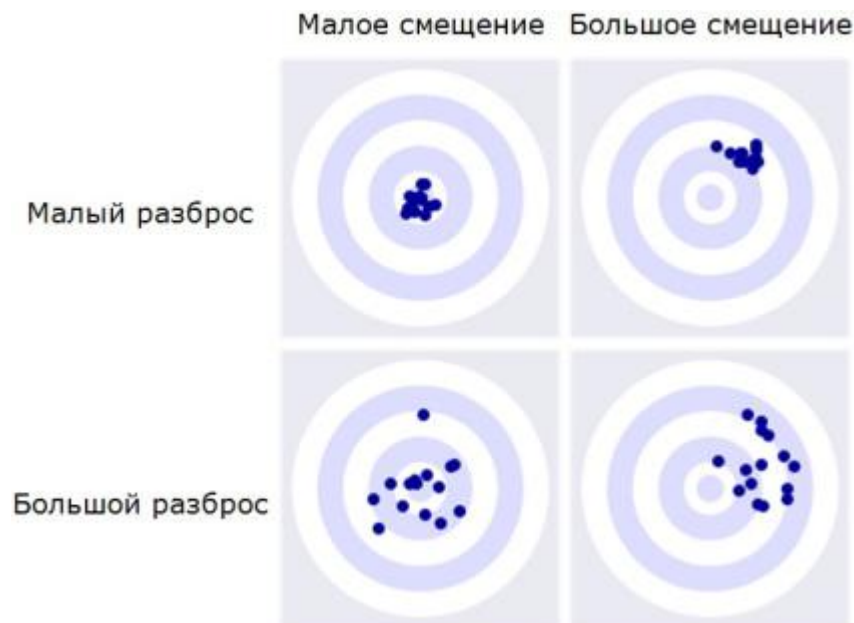 Малое смещение Большое смещение
Малый разброс
Большой разброс